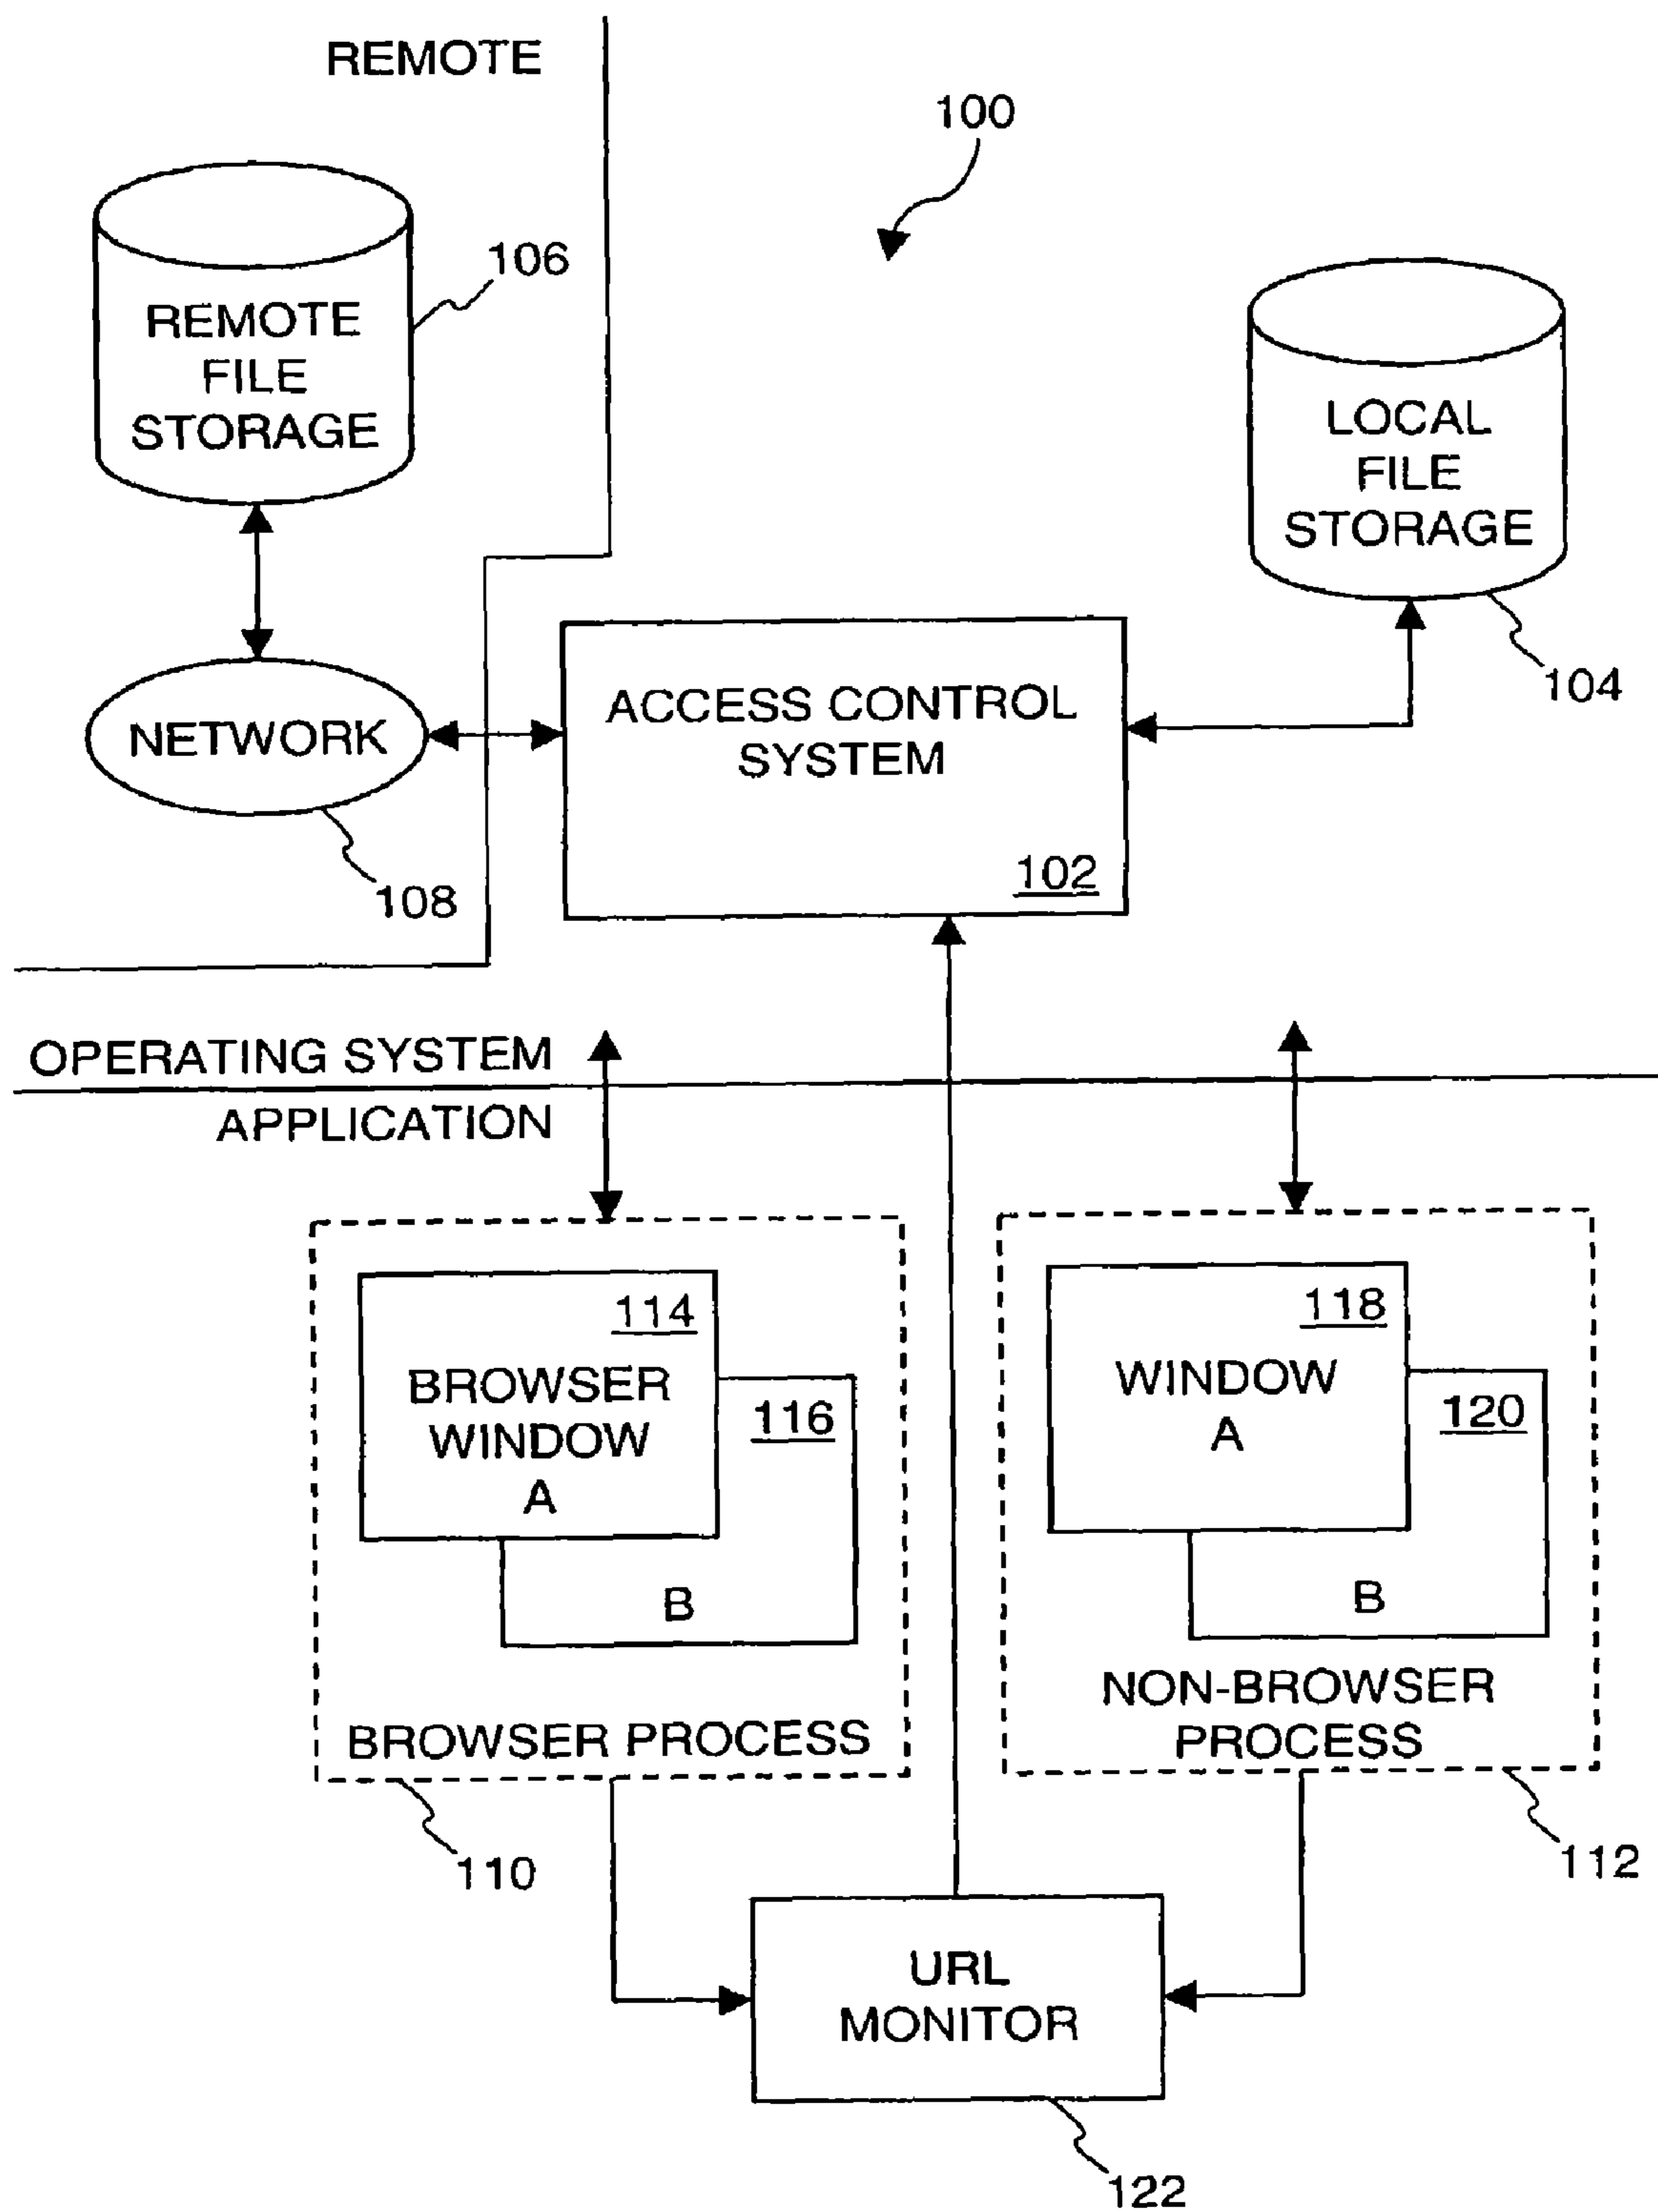 REMOTE
100
106
REMOTE
FILE
STORAGE
LOCAL
FILE
STORAGE
104
ACCESS CONTROL
SYSTEM
102
NETWORK
108
OPERATING SYSTEM
APPLICATION
114
BROWSER
WINDOW
A
116
B
BROWSER PROCESS
110
118
WINDOW
A
120
B
NON-BROWSER
PROCESS
112
URL
MONITOR
122